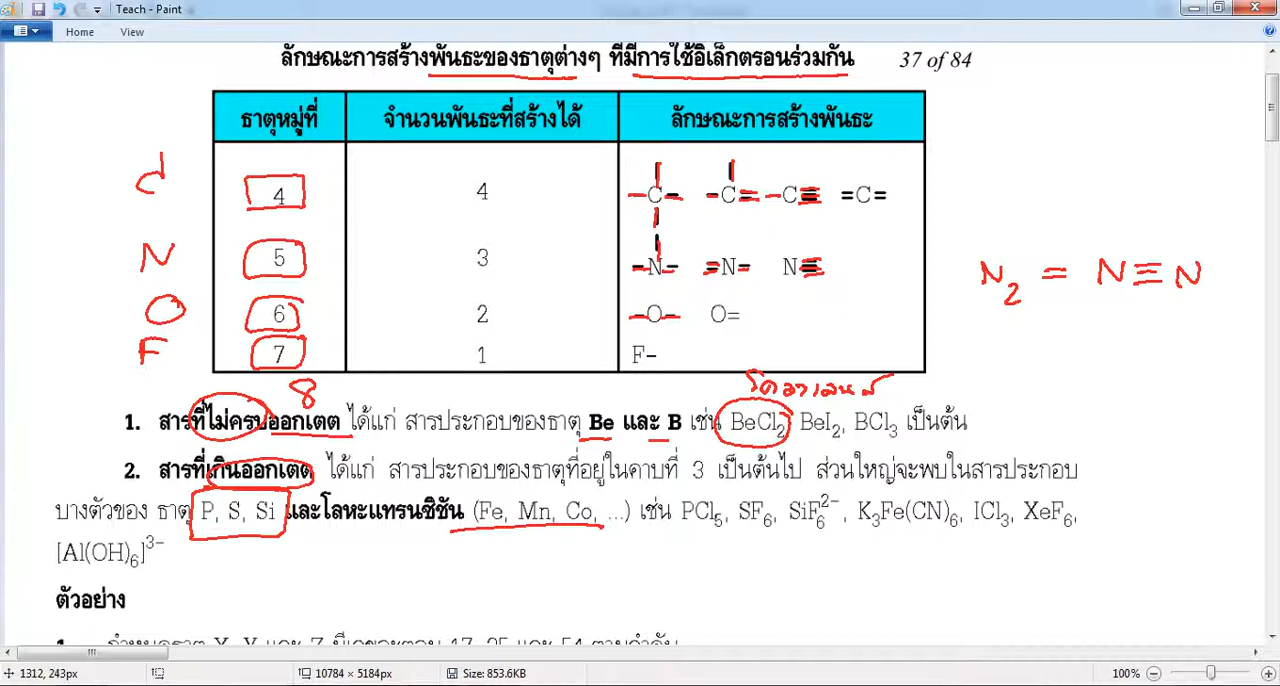 Teach - Paint
Home View
ลักษณะการสร้างพันธะของธาตุต่างๆ ที่มีการใช้อิเล็กตรอนร่วมกัน 37 of 84
ธาตุหมู่ที่ จำนวนพันธะที่สร้างได้ ลักษณะการสร้างพันธะ
C 4 4 -C- -C= -C≡ =C=
N 5 3 -N- =N- N≡ N2 = N≡N
O 6 2 -O- O=
F 7 1 F-
8 โคอวาเลนส์
1. สารที่ไม่ครบออกเตต ได้แก่ สารประกอบของธาตุ Be และ B เช่น BeCl2 BeI2, BCl3 เป็นต้น
2. สารที่เกินออกเตต ได้แก่ สารประกอบของธาตุที่อยู่ในคาบที่ 3 เป็นต้นไป ส่วนใหญ่จะพบในสารประกอบ
บางตัวของ ธาตุ P, S, Si และโลหะแทรนซิชัน (Fe, Mn, Co, ...) เช่น PCl5, SF6, SiF6²⁻, K3Fe(CN)6, ICl3, XeF6,
[Al(OH)6]³⁻
ตัวอย่าง
1312, 243px 10784 × 5184px Size: 853.6KB 100%